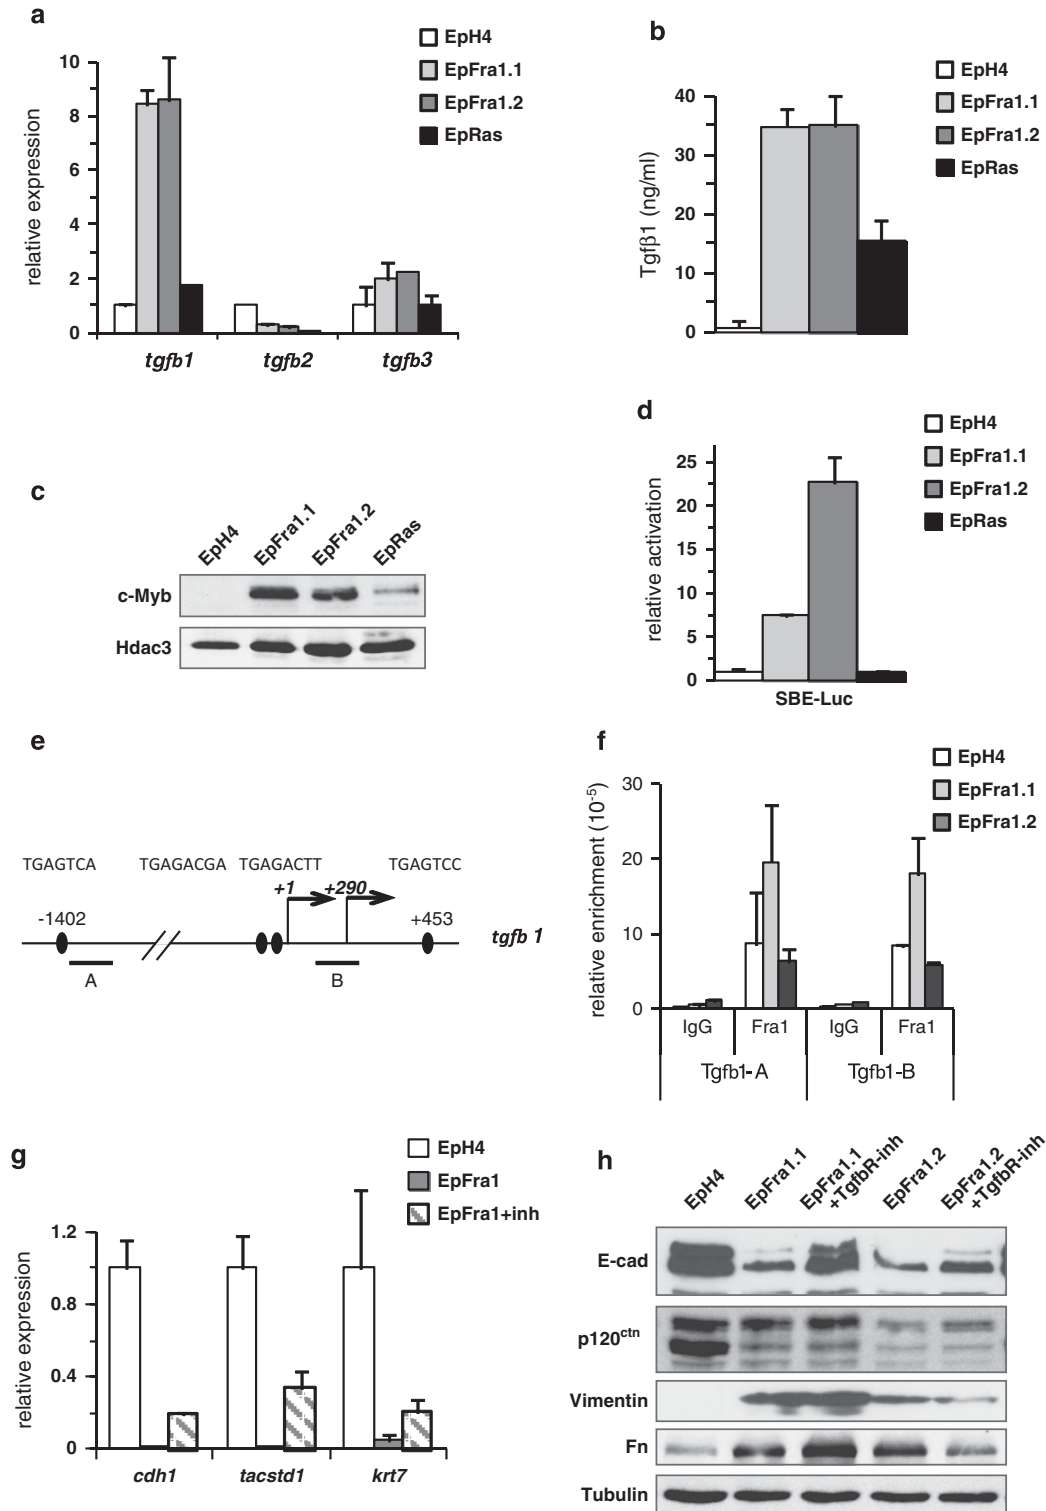 a
EpH4
EpFra1.1
EpFra1.2
EpRas
relative expression
10
8
6
4
2
0
tgfb1 tgfb2 tgfb3
b
EpH4
EpFra1.1
EpFra1.2
EpRas
Tgfβ1 (ng/ml)
40
30
20
10
0
c
EpH4 EpFra1.1 EpFra1.2 EpRas
c-Myb
Hdac3
d
EpH4
EpFra1.1
EpFra1.2
EpRas
relative activation
25
20
15
10
5
0
SBE-Luc
e
TGAGTCA TGAGACGA TGAGACTT TGAGTCC
+1 +290
-1402 +453
tgfb 1
A B
f
EpH4
EpFra1.1
EpFra1.2
relative enrichment (10⁻⁵)
30
20
10
0
IgG Fra1 IgG Fra1
Tgfb1-A Tgfb1-B
g
EpH4
EpFra1
EpFra1+inh
relative expression
1.2
0.8
0.4
0
cdh1 tacstd1 krt7
h
EpH4 EpFra1.1 EpFra1.1 +TgfbR-inh EpFra1.2 EpFra1.2 +TgfbR-inh
E-cad
p120ᶜᵗⁿ
Vimentin
Fn
Tubulin